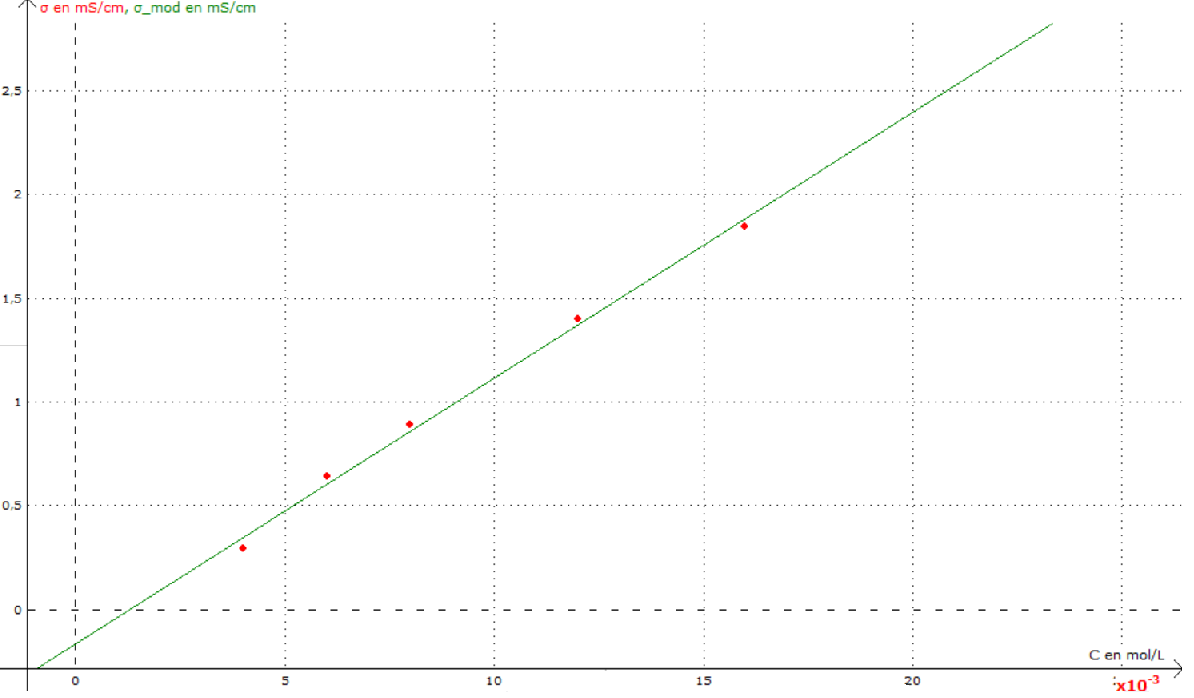 σ en mS/cm, σ_mod en mS/cm
2,5
2
1,5
1
0,5
0
C en mol/L
0 5 10 15 20
x10⁻³